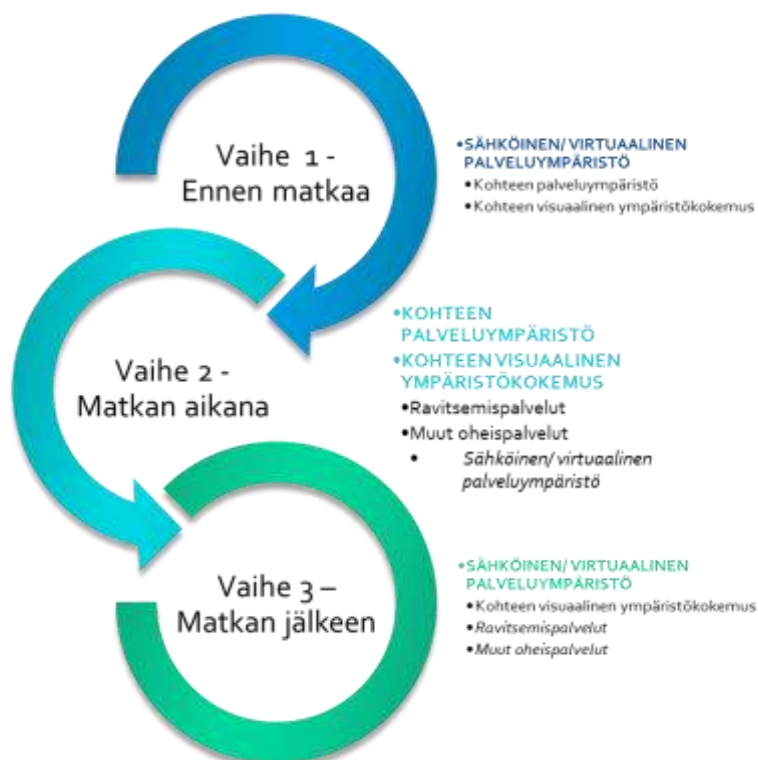 Vaihe 1 -
Ennen matkaa
•SÄHKÖINEN/ VIRTUAALINEN
PALVELUYMPÄRISTÖ
•Kohteen palveluympäristö
•Kohteen visuaalinen ympäristökokemus
Vaihe 2 -
Matkan aikana
•KOHTEEN
PALVELUYMPÄRISTÖ
•KOHTEEN VISUAALINEN
YMPÄRISTÖKOKEMUS
•Ravitsemispalvelut
•Muut oheispalvelut
• Sähköinen/ virtuaalinen
palveluympäristö
Vaihe 3 –
Matkan jälkeen
•SÄHKÖINEN/ VIRTUAALINEN
PALVELUYMPÄRISTÖ
•Kohteen visuaalinen ympäristökokemus
•Ravitsemispalvelut
•Muut oheispalvelut